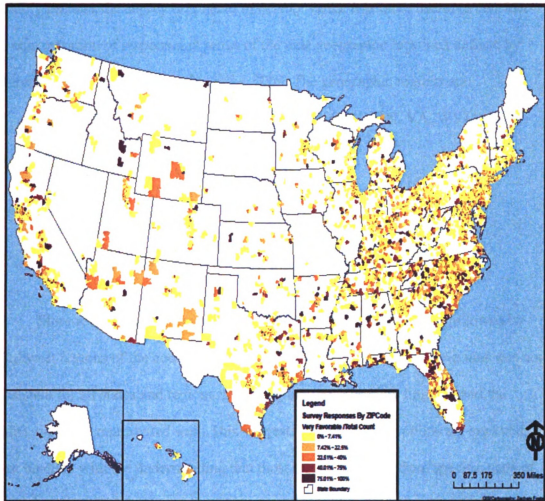 Legend
Survey Responses By ZIPCode
Very Favorable /Total Count
0% - 7.41%
7.42% - 22.5%
22.51% - 40%
40.01% - 75%
75.01% - 100%
State Boundary
N
0 87.5 175 350 Miles